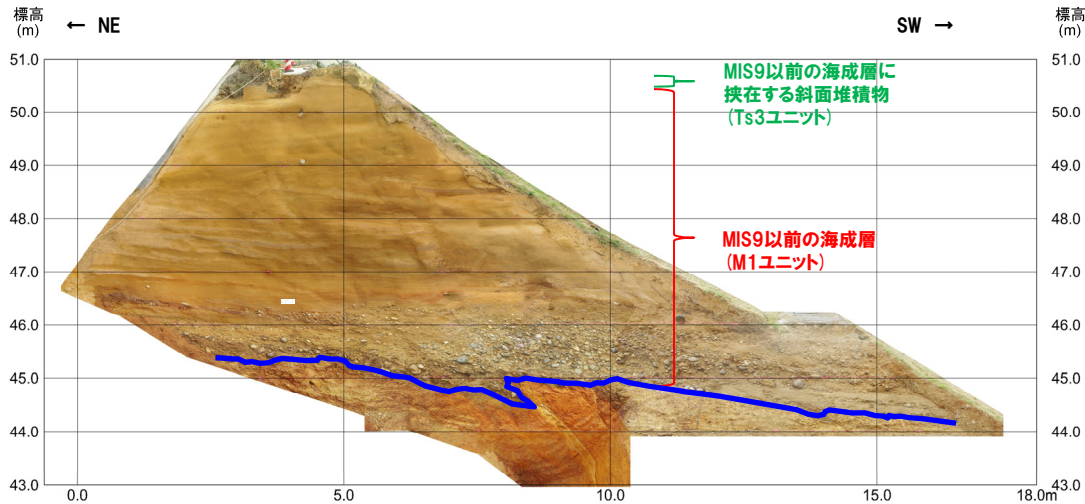 標高
(m)
← NE
SW →
標高
(m)
51.0
50.0
49.0
48.0
47.0
46.0
45.0
44.0
43.0
MIS9以前の海成層に
挟在する斜面堆積物
(Ts3ユニット)
MIS9以前の海成層
(M1ユニット)
51.0
50.0
49.0
48.0
47.0
46.0
45.0
44.0
43.0
0.0
5.0
10.0
15.0
18.0m